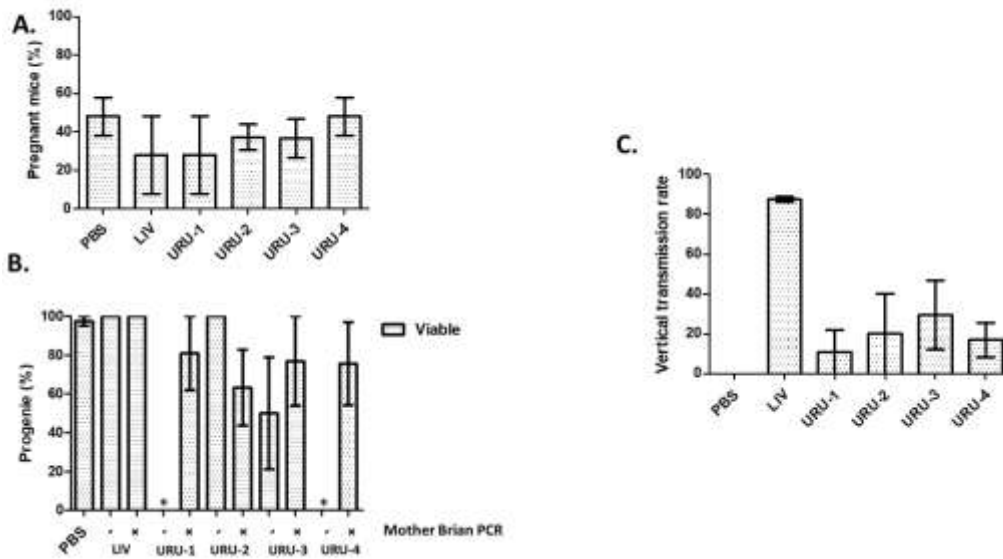 A.
Pregnant mice (%)
100
80
60
40
20
0
PBS LIV URU-1 URU-2 URU-3 URU-4
B.
Progenie (%)
100
80
60
40
20
0
* *
Viable
- + - + - + - + - +
Mother Brian PCR
PBS LIV URU-1 URU-2 URU-3 URU-4
C.
Vertical transmission rate
100
80
60
40
20
0
PBS LIV URU-1 URU-2 URU-3 URU-4